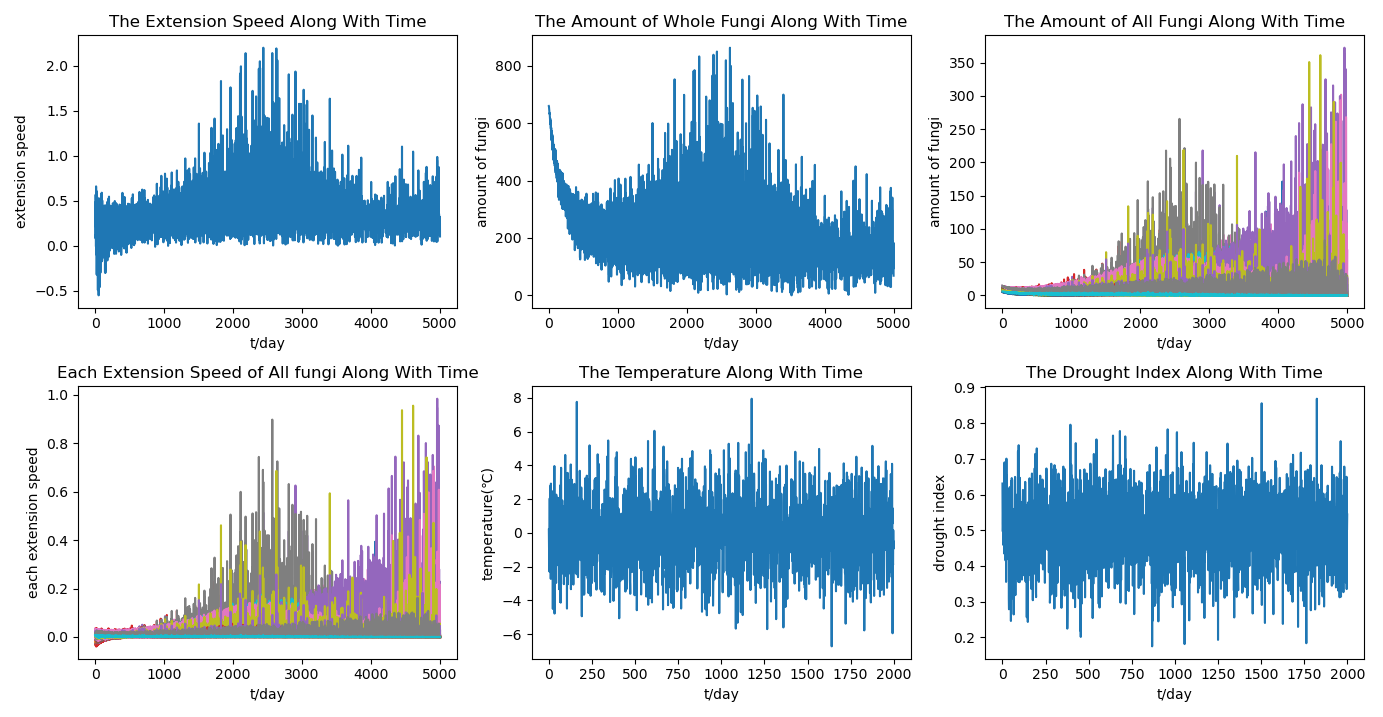 The Extension Speed Along With Time
extension speed
2.0
1.5
1.0
0.5
0.0
−0.5
0 1000 2000 3000 4000 5000
t/day
The Amount of Whole Fungi Along With Time
amount of fungi
800
600
400
200
0
0 1000 2000 3000 4000 5000
t/day
The Amount of All Fungi Along With Time
amount of fungi
350
300
250
200
150
100
50
0
0 1000 2000 3000 4000 5000
t/day
Each Extension Speed of All fungi Along With Time
each extension speed
1.0
0.8
0.6
0.4
0.2
0.0
0 1000 2000 3000 4000 5000
t/day
The Temperature Along With Time
temperature(℃)
8
6
4
2
0
−2
−4
−6
0 250 500 750 1000 1250 1500 1750 2000
t/day
The Drought Index Along With Time
drought index
0.9
0.8
0.7
0.6
0.5
0.4
0.3
0.2
0 250 500 750 1000 1250 1500 1750 2000
t/day